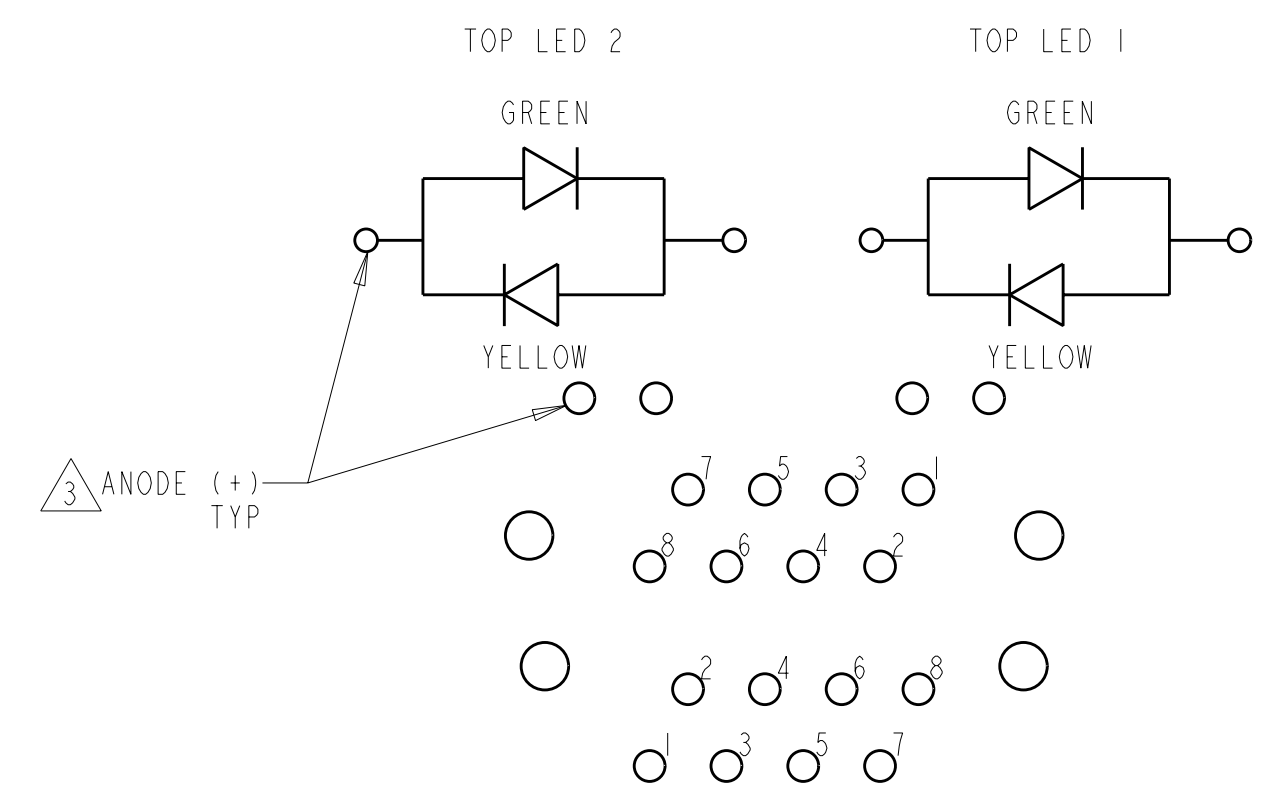 TOP LED 2
TOP LED 1
GREEN
GREEN
YELLOW
YELLOW
3 ANODE (+)
TYP
7 5 3 1
8 6 4 2
2 4 6 8
1 3 5 7